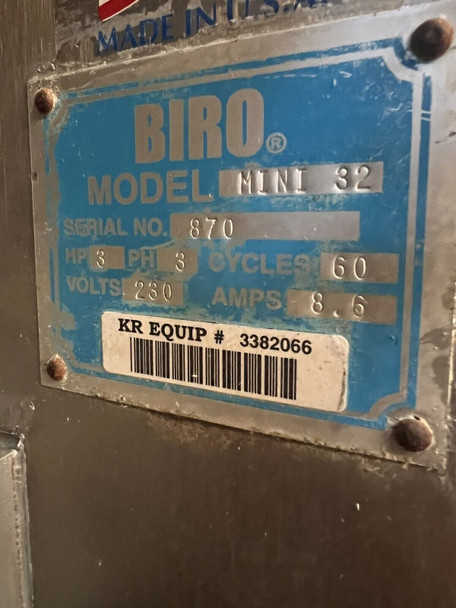 MADE IN U.S.A.
BIRO®
MODEL MINI 32
SERIAL NO. 870
HP 3 PH 3 CYCLES 60
VOLTS 230 AMPS 8.6
KR EQUIP # 3382066